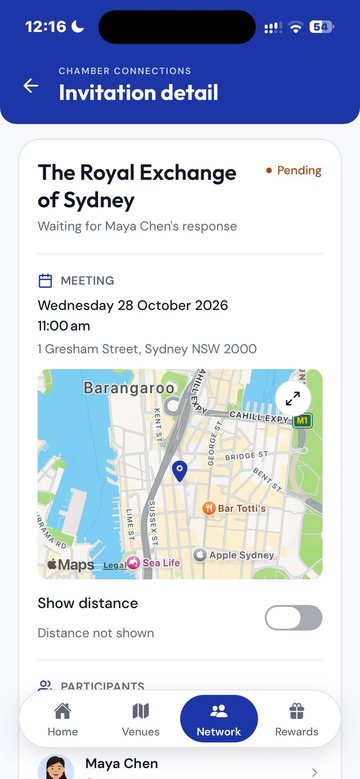 12:16
54
CHAMBER CONNECTIONS
Invitation detail
The Royal Exchange
of Sydney
Pending
Waiting for Maya Chen's response
MEETING
Wednesday 28 October 2026
11:00 am
1 Gresham Street, Sydney NSW 2000
Barangaroo
CAHILL EXPY
CAHILL EXPY
M1
KENT ST
GEORGE ST
BRIDGE ST
BENT ST
Bar Totti's
LIME ST
SUSSEX ST
Apple Sydney
Maps
Legal
Sea Life
Show distance
Distance not shown
PARTICIPANTS
Home
Venues
Network
Rewards
Maya Chen